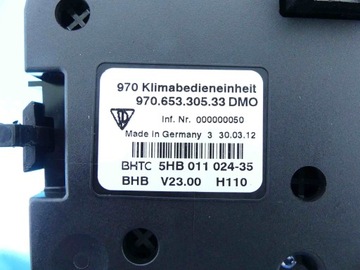 970 Klimabedieneinheit
970.653.305.33 DMO
Inf. Nr. 000000050
Made in Germany 3 30.03.12
BHTC 5HB 011 024-35
BHB V23.00 H110